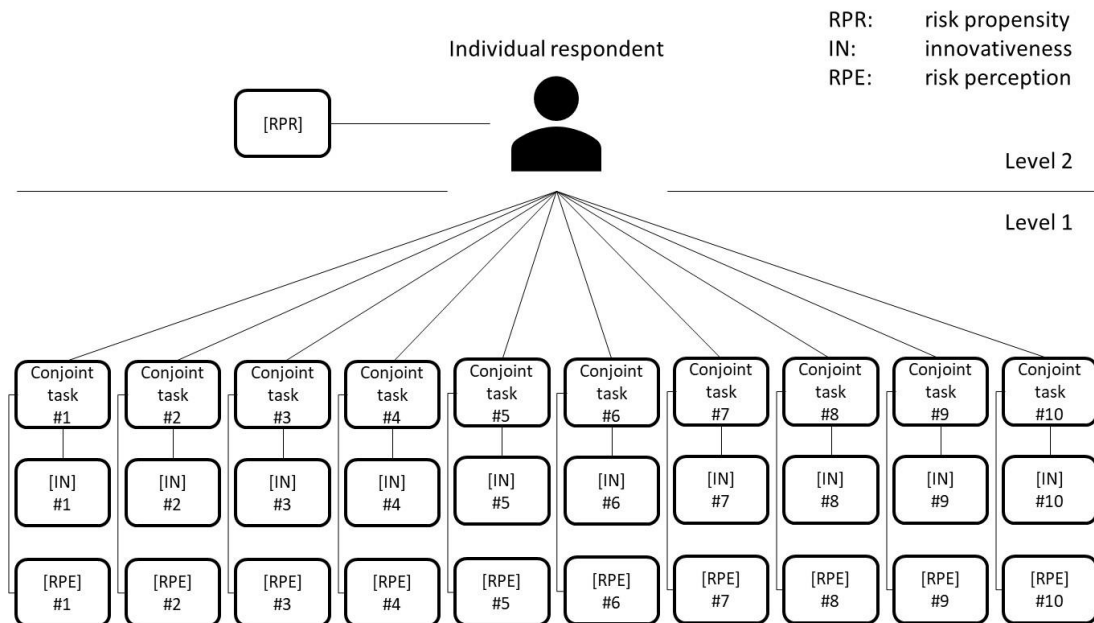 RPR: risk propensity
IN: innovativeness
RPE: risk perception
Individual respondent
[RPR]
Level 2
Level 1
Conjoint
task
#1
Conjoint
task
#2
Conjoint
task
#3
Conjoint
task
#4
Conjoint
task
#5
Conjoint
task
#6
Conjoint
task
#7
Conjoint
task
#8
Conjoint
task
#9
Conjoint
task
#10
[IN]
#1
[IN]
#2
[IN]
#3
[IN]
#4
[IN]
#5
[IN]
#6
[IN]
#7
[IN]
#8
[IN]
#9
[IN]
#10
[RPE]
#1
[RPE]
#2
[RPE]
#3
[RPE]
#4
[RPE]
#5
[RPE]
#6
[RPE]
#7
[RPE]
#8
[RPE]
#9
[RPE]
#10